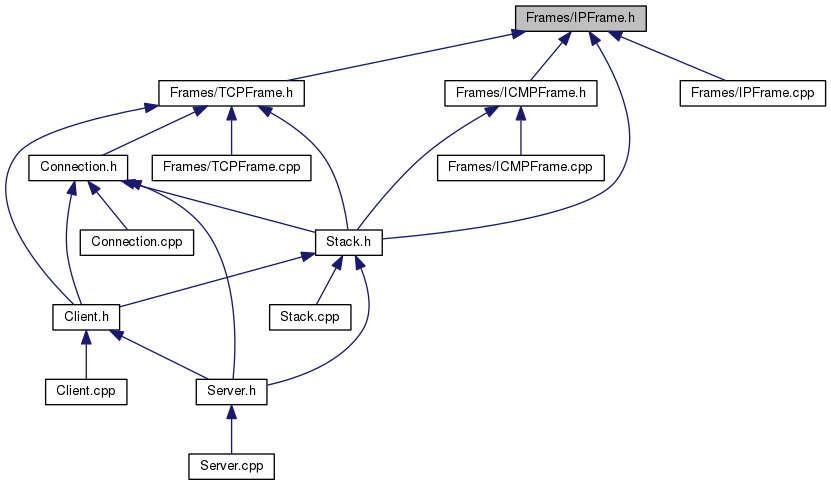 Frames/IPFrame.h
Frames/TCPFrame.h
Frames/ICMPFrame.h
Frames/IPFrame.cpp
Connection.h
Frames/TCPFrame.cpp
Frames/ICMPFrame.cpp
Connection.cpp
Stack.h
Client.h
Stack.cpp
Client.cpp
Server.h
Server.cpp